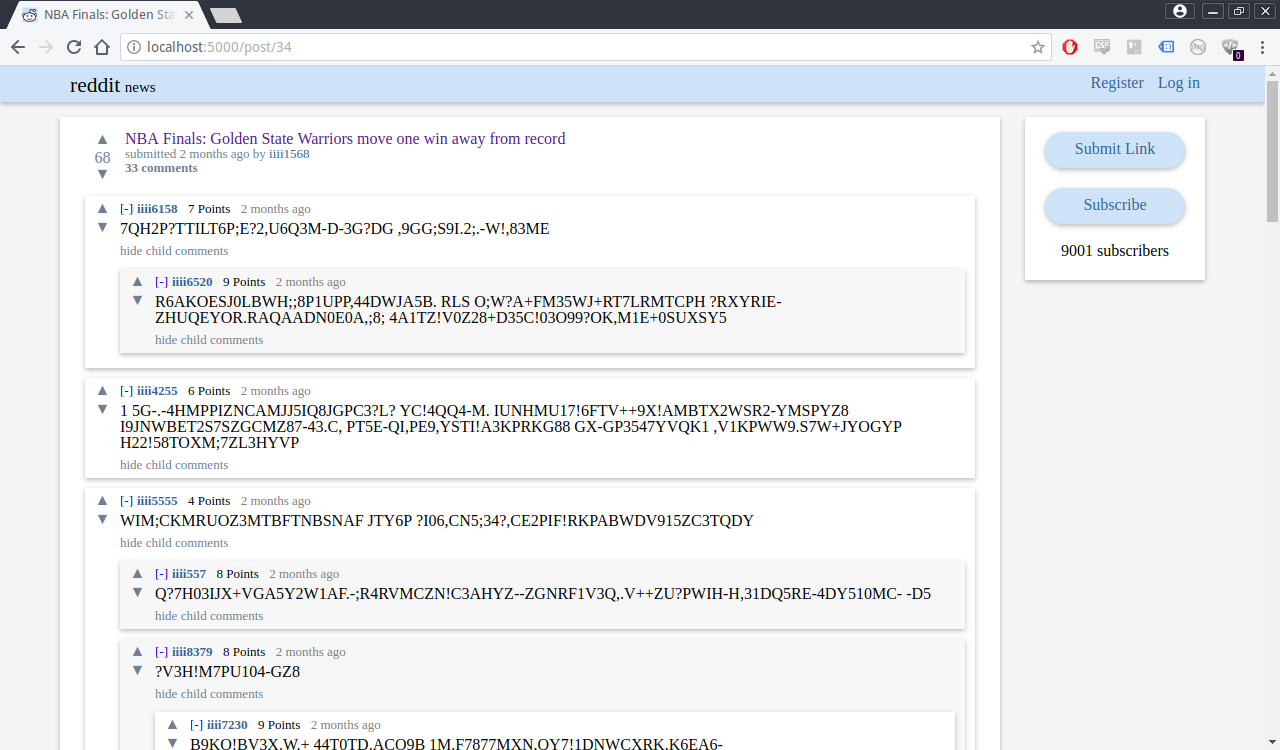 NBA Finals: Golden Sta
localhost:5000/post/34
0
reddit news
Register Log in
NBA Finals: Golden State Warriors move one win away from record
submitted 2 months ago by iiii1568
68
33 comments
Submit Link
Subscribe
9001 subscribers
[-] iiii6158 7 Points 2 months ago
7QH2P?TTILT6P;E?2,U6Q3M-D-3G?DG ,9GG;S9I.2;.-W!,83ME
hide child comments
[-] iiii6520 9 Points 2 months ago
R6AKOESJ0LBWH;;8P1UPP,44DWJA5B. RLS O;W?A+FM35WJ+RT7LRMTCPH ?RXYRIE-
ZHUQEYOR.RAQAADN0E0A,;8; 4A1TZ!V0Z28+D35C!03O99?OK,M1E+0SUXSY5
hide child comments
[-] iiii4255 6 Points 2 months ago
1 5G-.-4HMPPIZNCAMJJ5IQ8JGPC3?L? YC!4QQ4-M. IUNHMU17!6FTV++9X!AMBTX2WSR2-YMSPYZ8
I9JNWBET2S7SZGCMZ87-43.C, PT5E-QI,PE9,YSTI!A3KPRKG88 GX-GP3547YVQK1 ,V1KPWW9.S7W+JYOGYP
H22!58TOXM;7ZL3HYVP
hide child comments
[-] iiii5555 4 Points 2 months ago
WIM;CKMRUOZ3MTBFTNBSNAF JTY6P ?I06,CN5;34?,CE2PIF!RKPABWDV915ZC3TQDY
hide child comments
[-] iiii557 8 Points 2 months ago
Q?7H03IJX+VGA5Y2W1AF.-;R4RVMCZN!C3AHYZ--ZGNRF1V3Q,.V++ZU?PWIH-H,31DQ5RE-4DY510MC- -D5
hide child comments
[-] iiii8379 8 Points 2 months ago
?V3H!M7PU104-GZ8
hide child comments
[-] iiii7230 9 Points 2 months ago
B9KO!BV3X.W.+ 44T0TD.ACO9B 1M.F7877MXN.OY7!1DNWCXRK.K6EA6-